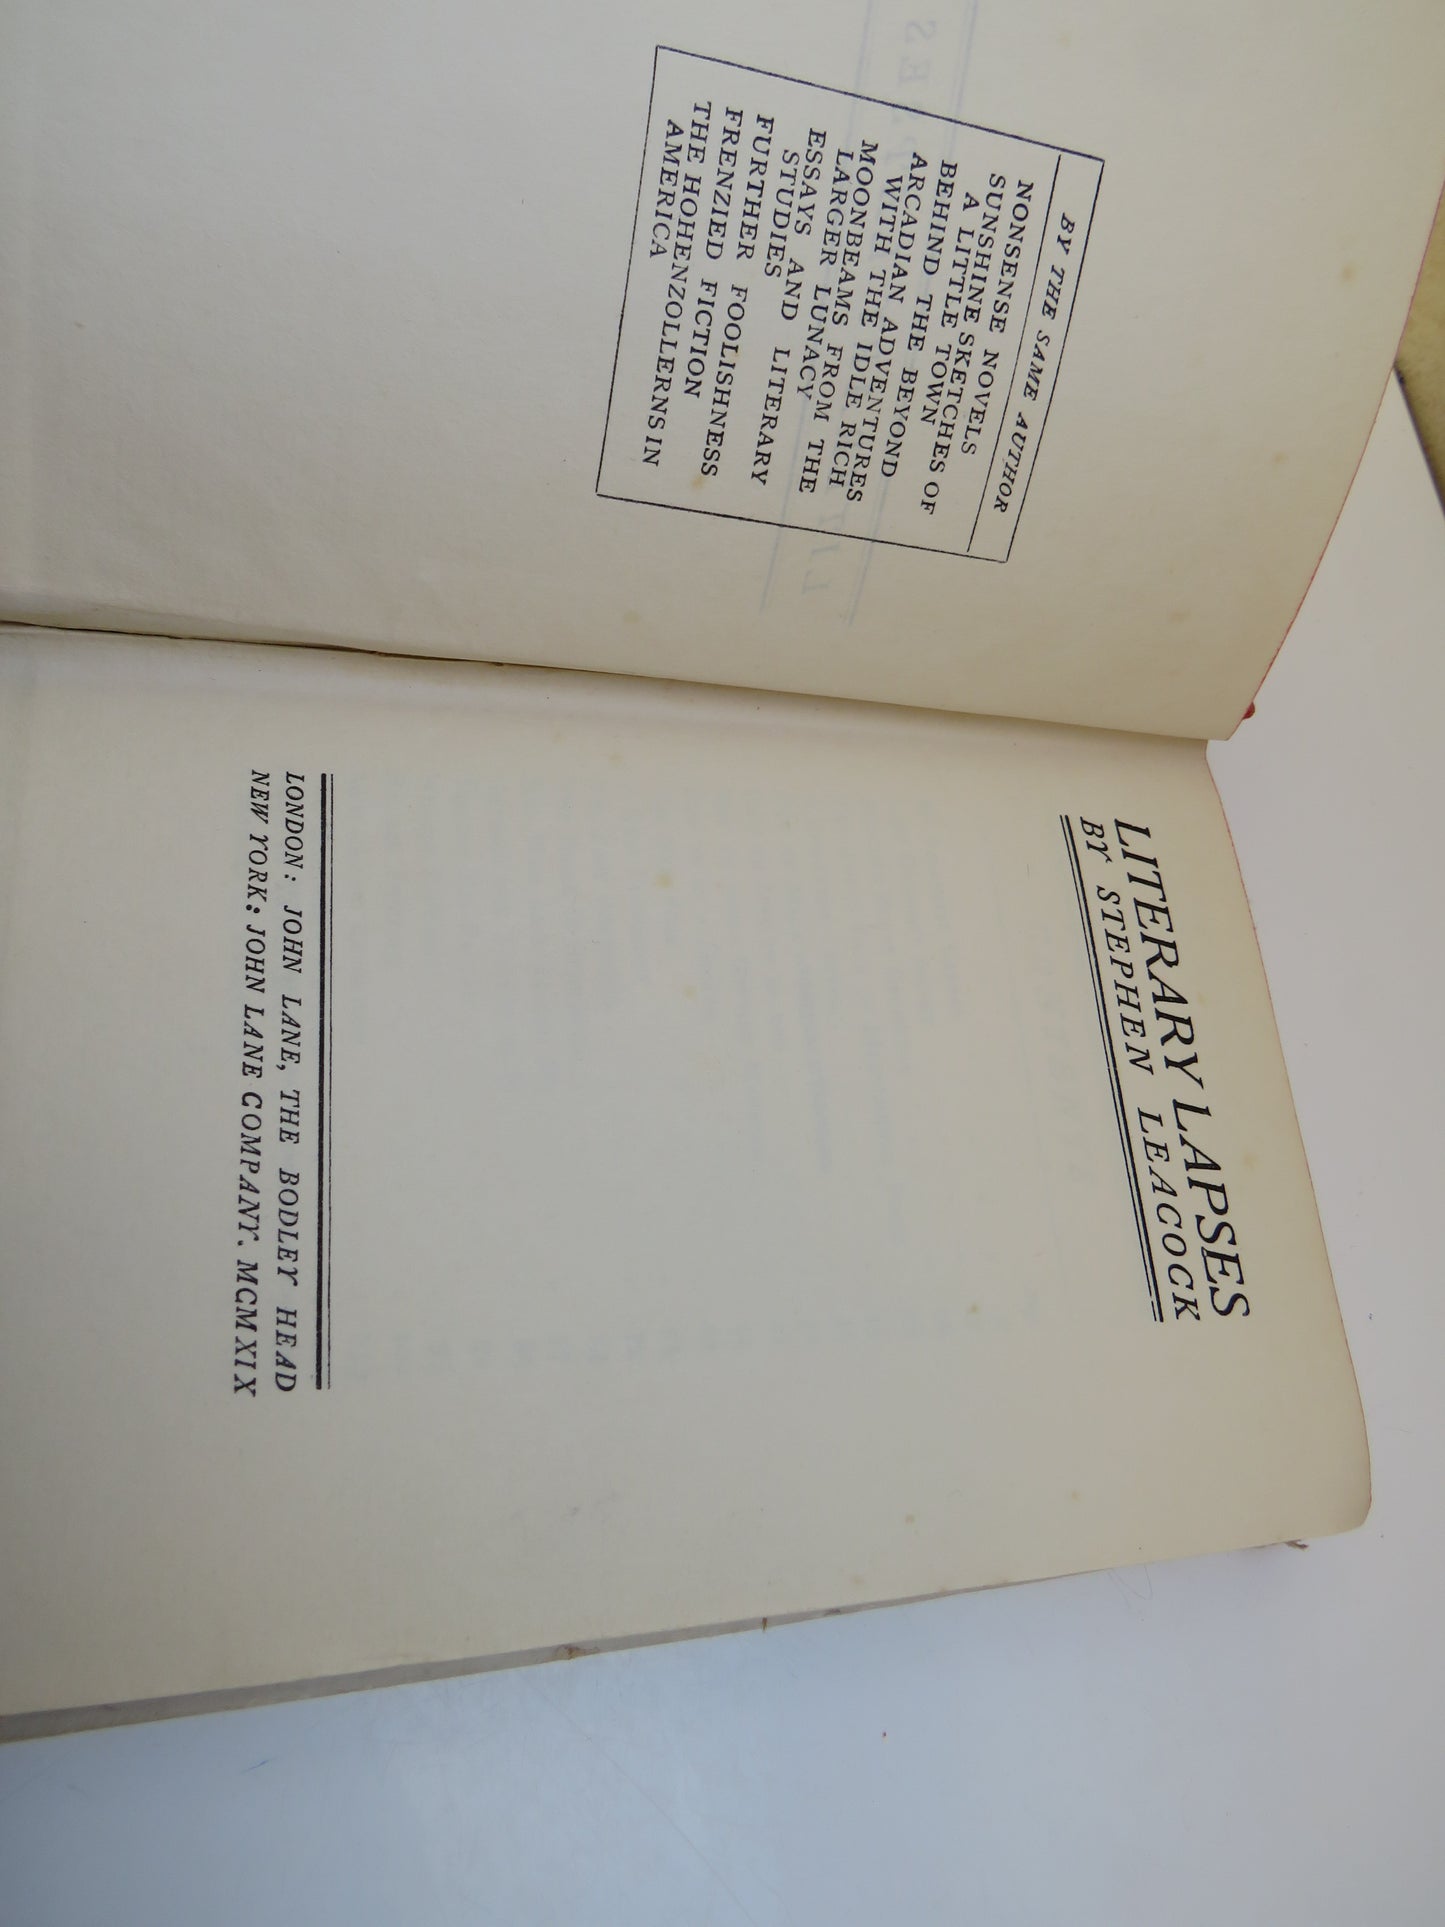 BY THE SAME AUTHOR
NONSENSE NOVELS
SUNSHINE SKETCHES OF
A LITTLE TOWN
BEHIND THE BEYOND
ARCADIAN ADVENTURES
WITH THE IDLE RICH
MOONBEAMS FROM THE
LARGER LUNACY
ESSAYS AND LITERARY
STUDIES
FURTHER FOOLISHNESS
FRENZIED FICTION
THE HOHENZOLLERNS IN
AMERICA
LITERARY LAPSES
BY STEPHEN LEACOCK
LONDON: JOHN LANE, THE BODLEY HEAD
NEW YORK: JOHN LANE COMPANY. MCMXIX